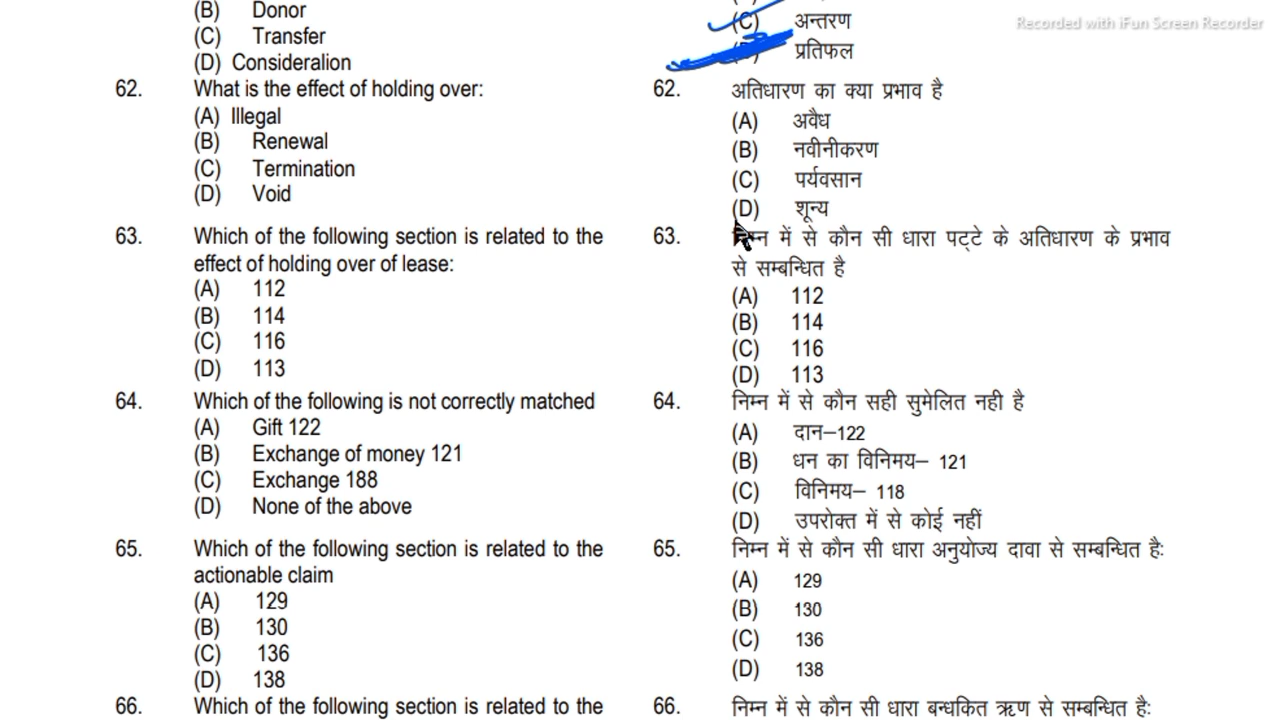 (B) Donor
(C) Transfer
(D) Consideralion
62. What is the effect of holding over:
(A) Illegal
(B) Renewal
(C) Termination
(D) Void
63. Which of the following section is related to the
effect of holding over of lease:
(A) 112
(B) 114
(C) 116
(D) 113
64. Which of the following is not correctly matched
(A) Gift 122
(B) Exchange of money 121
(C) Exchange 188
(D) None of the above
65. Which of the following section is related to the
actionable claim
(A) 129
(B) 130
(C) 136
(D) 138
66. Which of the following section is related to the
Recorded with iFun Screen Recorder
(C) अन्तरण
प्रतिफल
62. अतिधारण का क्या प्रभाव है
(A) अवैध
(B) नवीनीकरण
(C) पर्यवसान
(D) शून्य
63. निम्न में से कौन सी धारा पट्टे के अतिधारण के प्रभाव
से सम्बन्धित है
(A) 112
(B) 114
(C) 116
(D) 113
64. निम्न में से कौन सही सुमेलित नही है
(A) दान–122
(B) धन का विनिमय– 121
(C) विनिमय– 118
(D) उपरोक्त में से कोई नहीं
65. निम्न में से कौन सी धारा अनुयोज्य दावा से सम्बन्धित है:
(A) 129
(B) 130
(C) 136
(D) 138
66. निम्न में से कौन सी धारा बन्धकित ऋण से सम्बन्धित है: